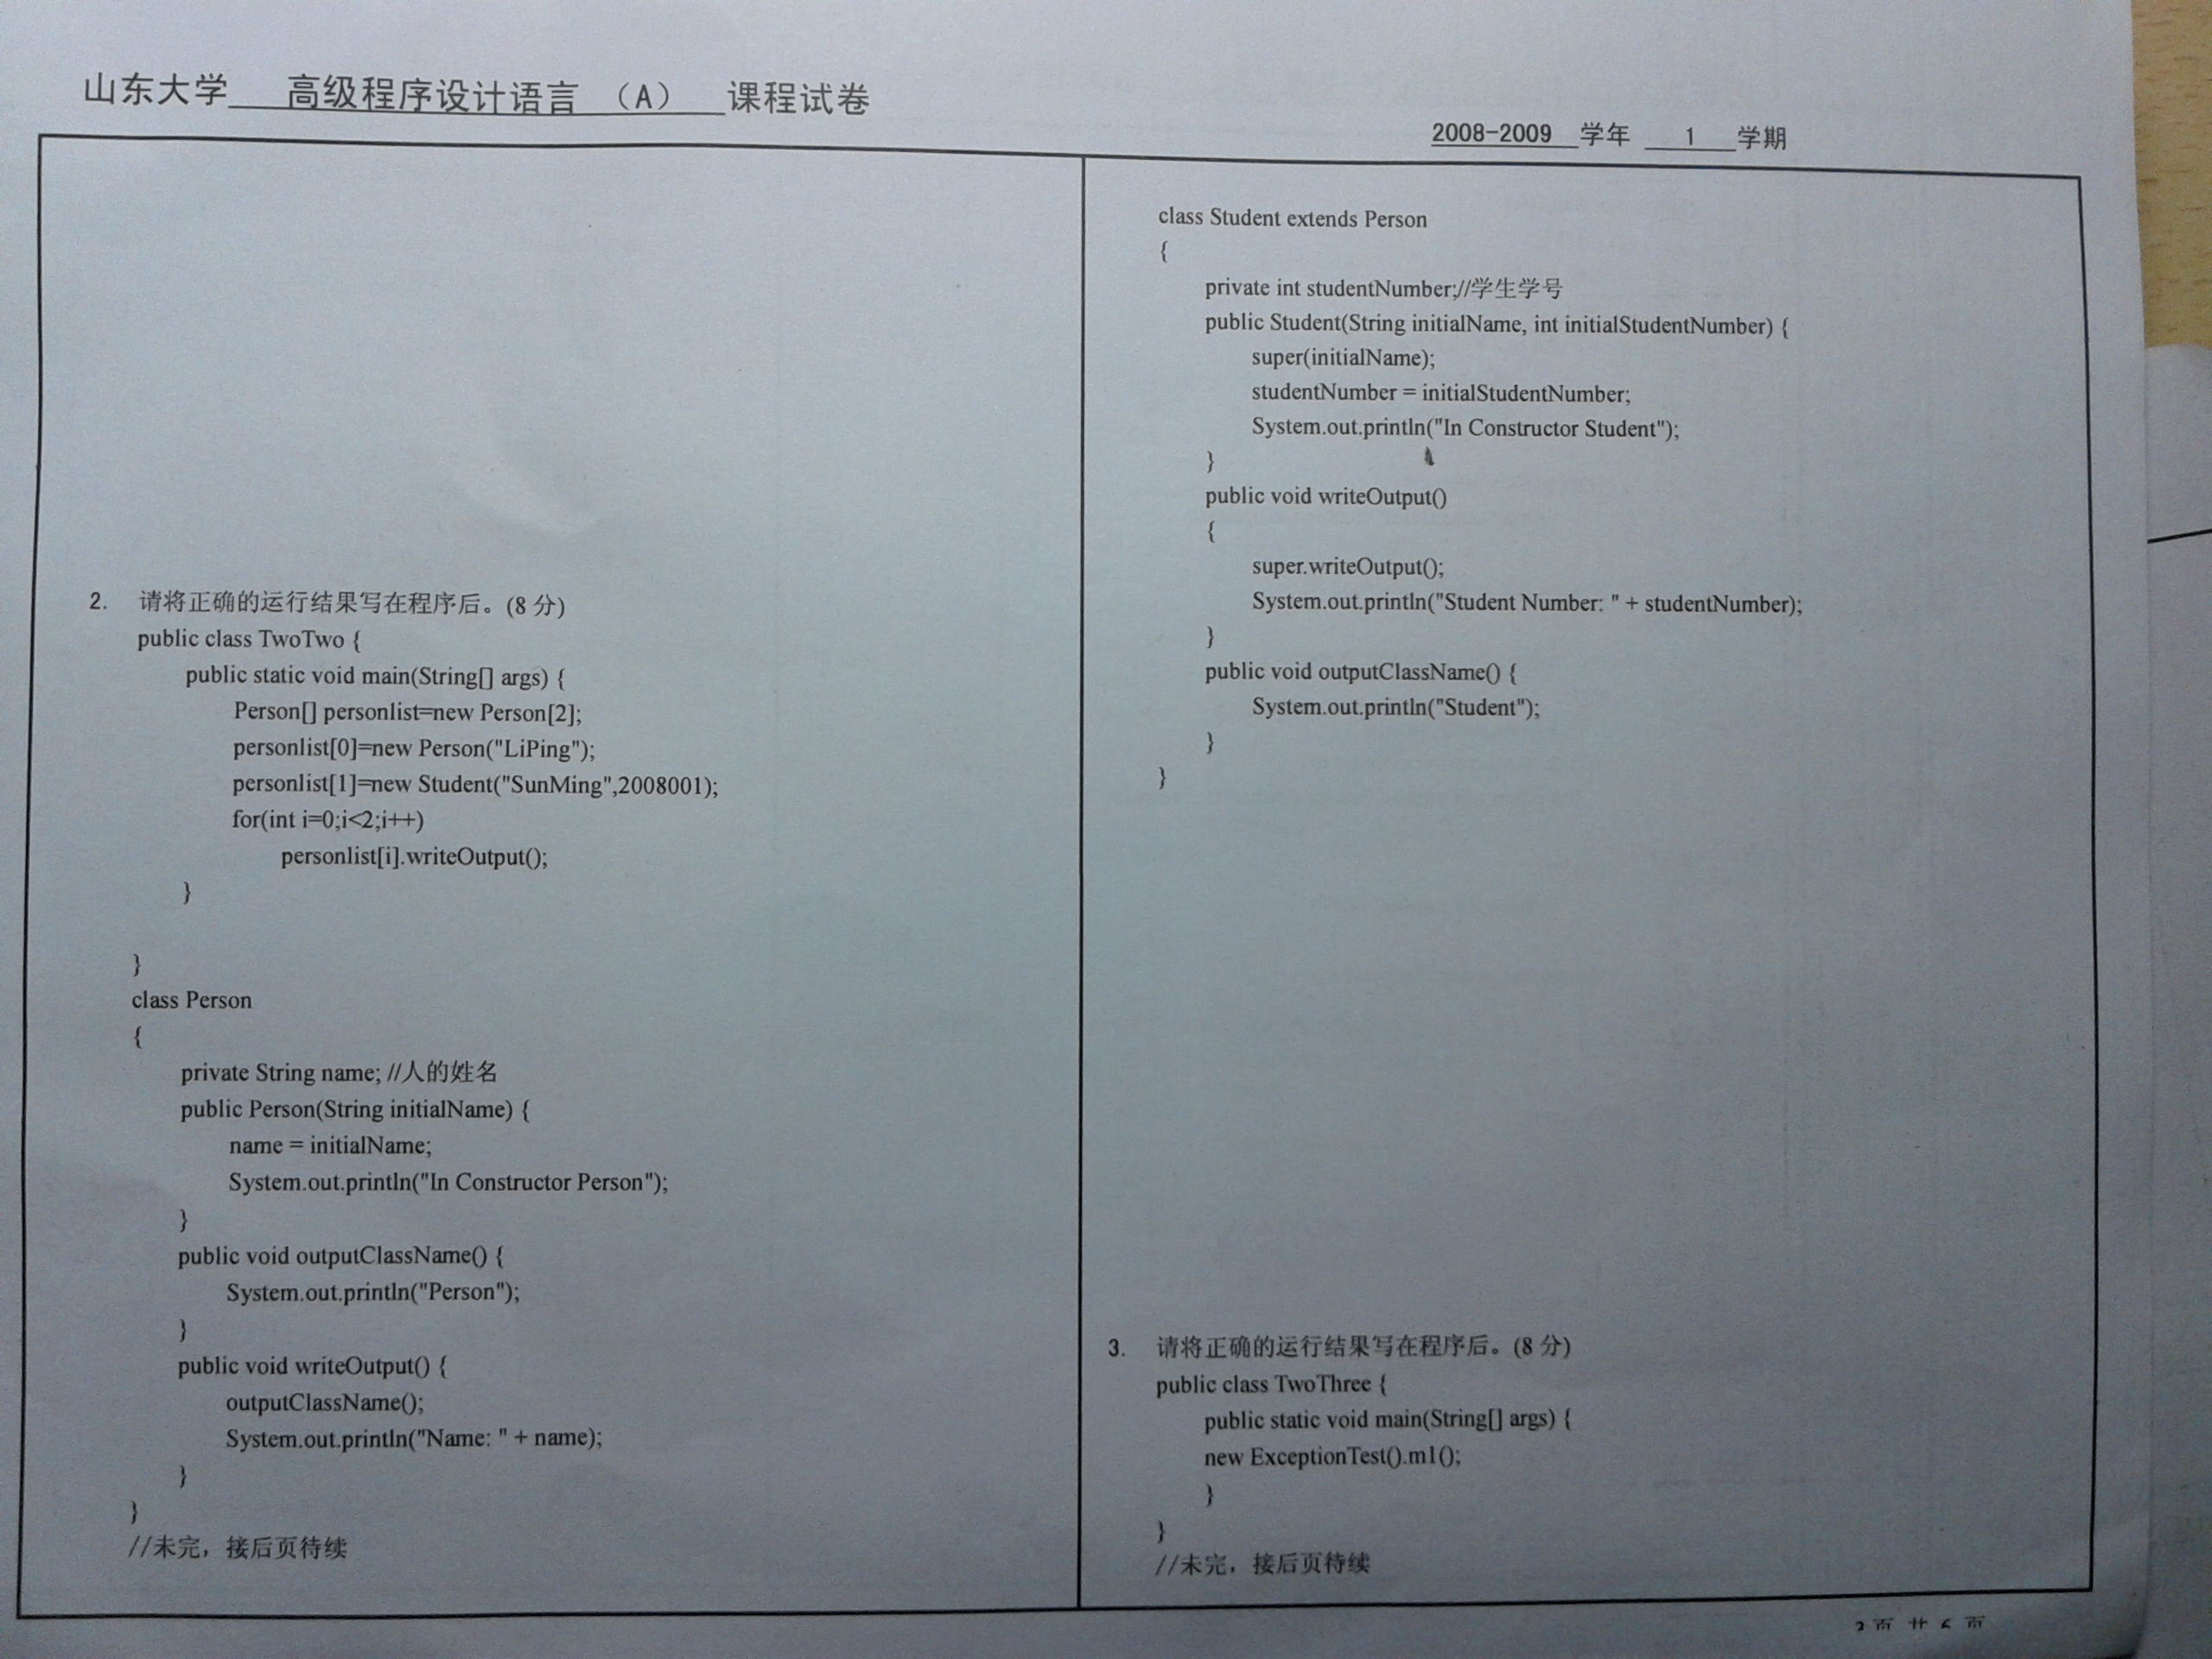 山东大学 高级程序设计语言 （A） 课程试卷
2008-2009 学年 1 学期
2. 请将正确的运行结果写在程序后。(8 分)
public class TwoTwo {
public static void main(String[] args) {
Person[] personlist=new Person[2];
personlist[0]=new Person("LiPing");
personlist[1]=new Student("SunMing",2008001);
for(int i=0;i<2;i++)
personlist[i].writeOutput();
}
}
class Person
{
private String name; //人的姓名
public Person(String initialName) {
name = initialName;
System.out.println("In Constructor Person");
}
public void outputClassName() {
System.out.println("Person");
}
public void writeOutput() {
outputClassName();
System.out.println("Name: " + name);
}
}
//未完，接后页待续
class Student extends Person
{
private int studentNumber;//学生学号
public Student(String initialName, int initialStudentNumber) {
super(initialName);
studentNumber = initialStudentNumber;
System.out.println("In Constructor Student");
}
public void writeOutput()
{
super.writeOutput();
System.out.println("Student Number: " + studentNumber);
}
public void outputClassName() {
System.out.println("Student");
}
}
3. 请将正确的运行结果写在程序后。(8 分)
public class TwoThree {
public static void main(String[] args) {
new ExceptionTest().m1();
}
}
//未完，接后页待续
页 共 6 页